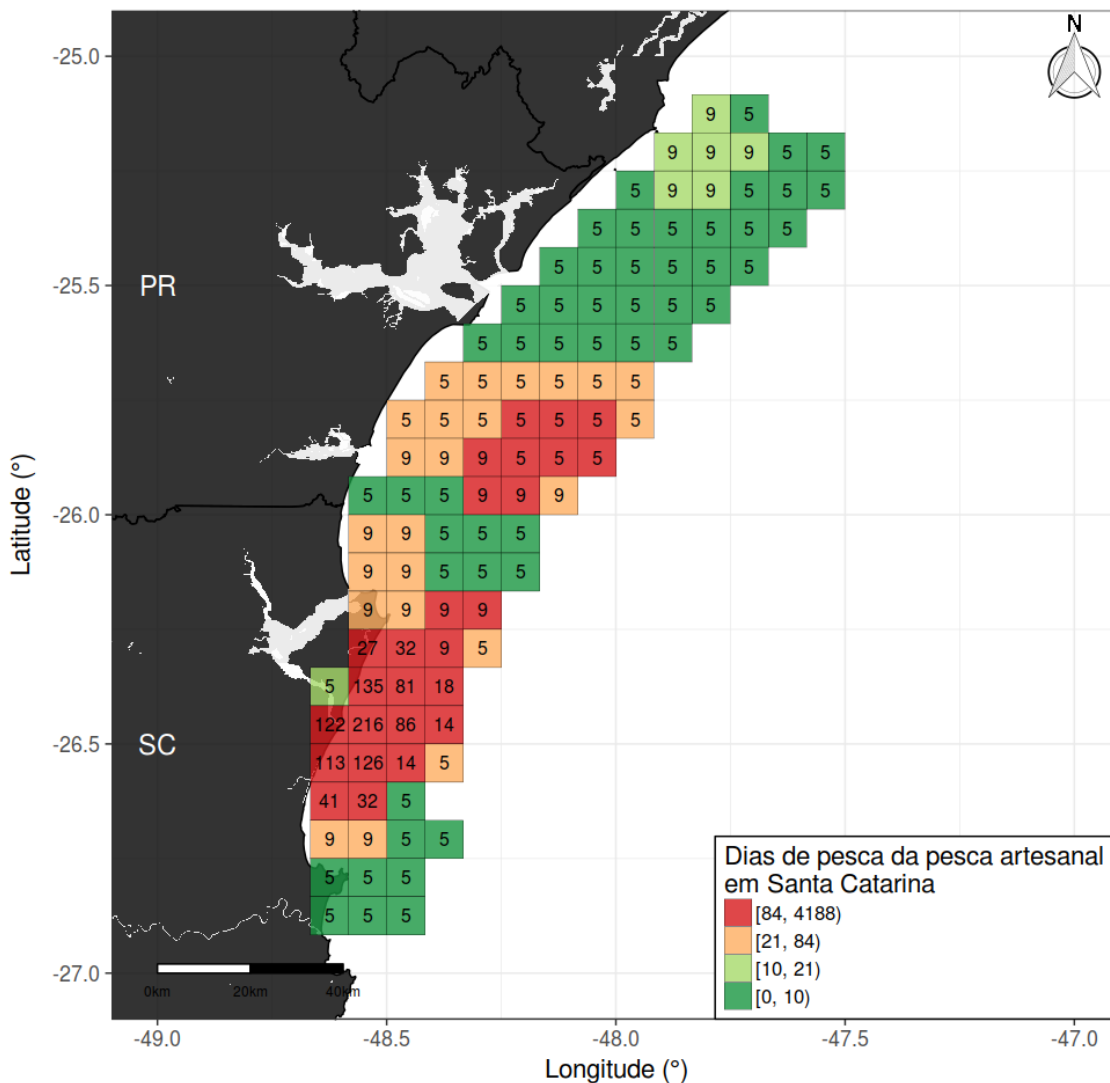 N
-25.0
9 5
9 9 9 5 5
5 9 9 5 5 5
5 5 5 5 5 5
5 5 5 5 5 5
PR
-25.5
5 5 5 5 5 5
5 5 5 5 5 5
5 5 5 5 5 5
5 5 5 5 5 5 5
9 9 9 5 5 5
5 5 5 9 9 9
-26.0
9 9 5 5 5
9 9 5 5 5
9 9 9 9
27 32 9 5
5 135 81 18
122 216 86 14
SC
-26.5
113 126 14 5
41 32 5
9 9 5 5
5 5 5
5 5 5
-27.0
0km 20km 40km
Dias de pesca da pesca artesanal
em Santa Catarina
[84, 4188)
[21, 84)
[10, 21)
[0, 10)
-49.0 -48.5 -48.0 -47.5 -47.0
Longitude (°)
Latitude (°)